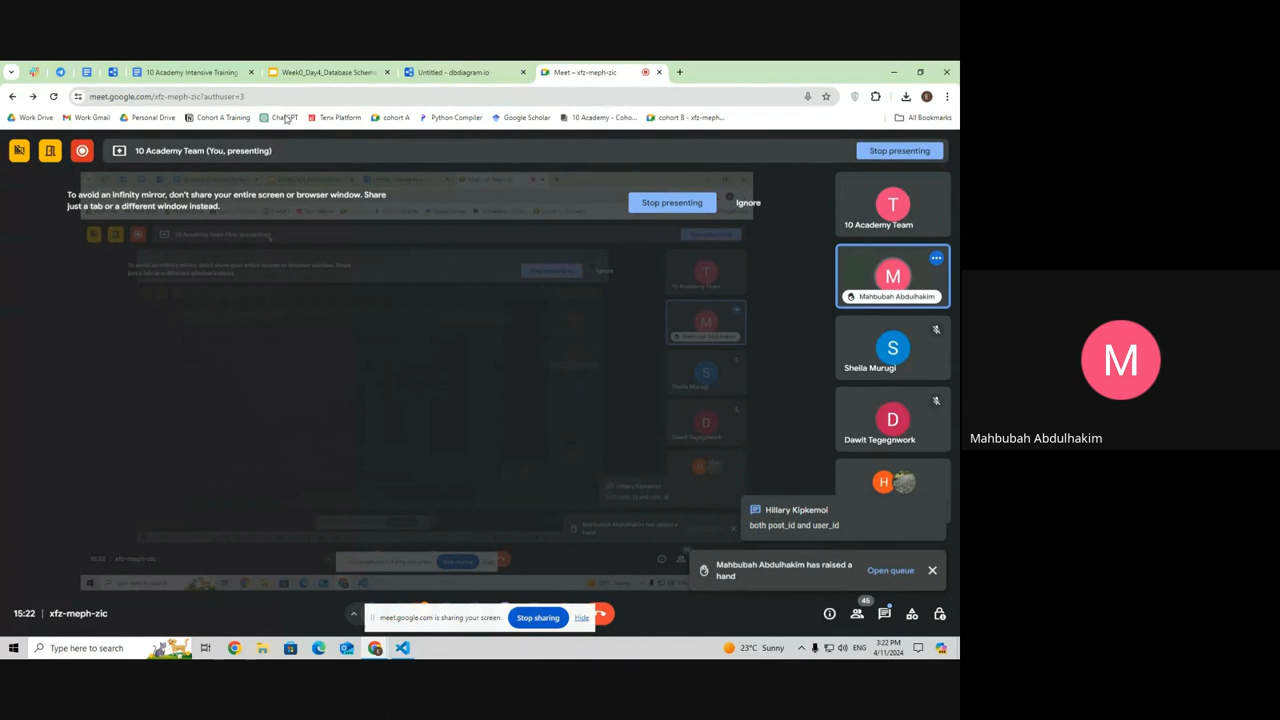 10 Academy Intensive Training
Week0_Day4_Database Schema
Untitled - dbdiagram.io
Meet – xfz-meph-zic
meet.google.com/xfz-meph-zic?authuser=3
Work Drive
Work Gmail
Personal Drive
Cohort A Training
ChatGPT
Tenx Platform
cohort A
Python Compiler
Google Scholar
10 Academy - Coho...
cohort B - xfz-meph...
All Bookmarks
10 Academy Team (You, presenting)
Stop presenting
To avoid an infinity mirror, don't share your entire screen or browser window. Share
just a tab or a different window instead.
Stop presenting
Ignore
T
10 Academy Team
M
Mahbubah Abdulhakim
S
Sheila Murugi
D
Dawit Tegegnwork
H
Hillary Kipkemoi
both post_id and user_id
Mahbubah Abdulhakim has raised a
hand
Open queue
M
Mahbubah Abdulhakim
15:22
xfz-meph-zic
meet.google.com is sharing your screen.
Stop sharing
Hide
45
Type here to search
23°C Sunny
ENG
3:22 PM
4/11/2024